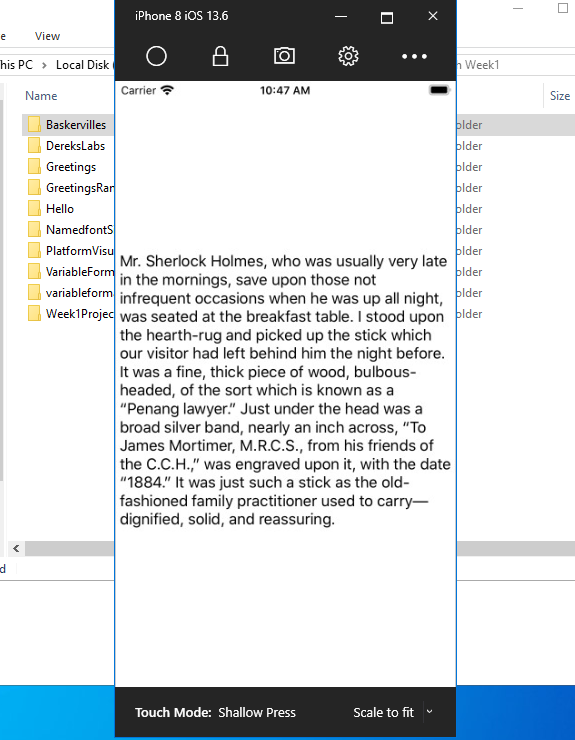 iPhone 8 iOS 13.6
View
his PC > Local Disk (
Week1
Carrier
10:47 AM
Name
Size
Baskervilles
older
DereksLabs
older
Greetings
older
GreetingsRan
older
Hello
older
NamedfontS
older
PlatformVisu
older
VariableForm
older
variableform
older
Week1Projec
older
Mr. Sherlock Holmes, who was usually very late
in the mornings, save upon those not
infrequent occasions when he was up all night,
was seated at the breakfast table. I stood upon
the hearth-rug and picked up the stick which
our visitor had left behind him the night before.
It was a fine, thick piece of wood, bulbous-
headed, of the sort which is known as a
“Penang lawyer.” Just under the head was a
broad silver band, nearly an inch across, “To
James Mortimer, M.R.C.S., from his friends of
the C.C.H.,” was engraved upon it, with the date
“1884.” It was just such a stick as the old-
fashioned family practitioner used to carry—
dignified, solid, and reassuring.
d
Touch Mode: Shallow Press
Scale to fit